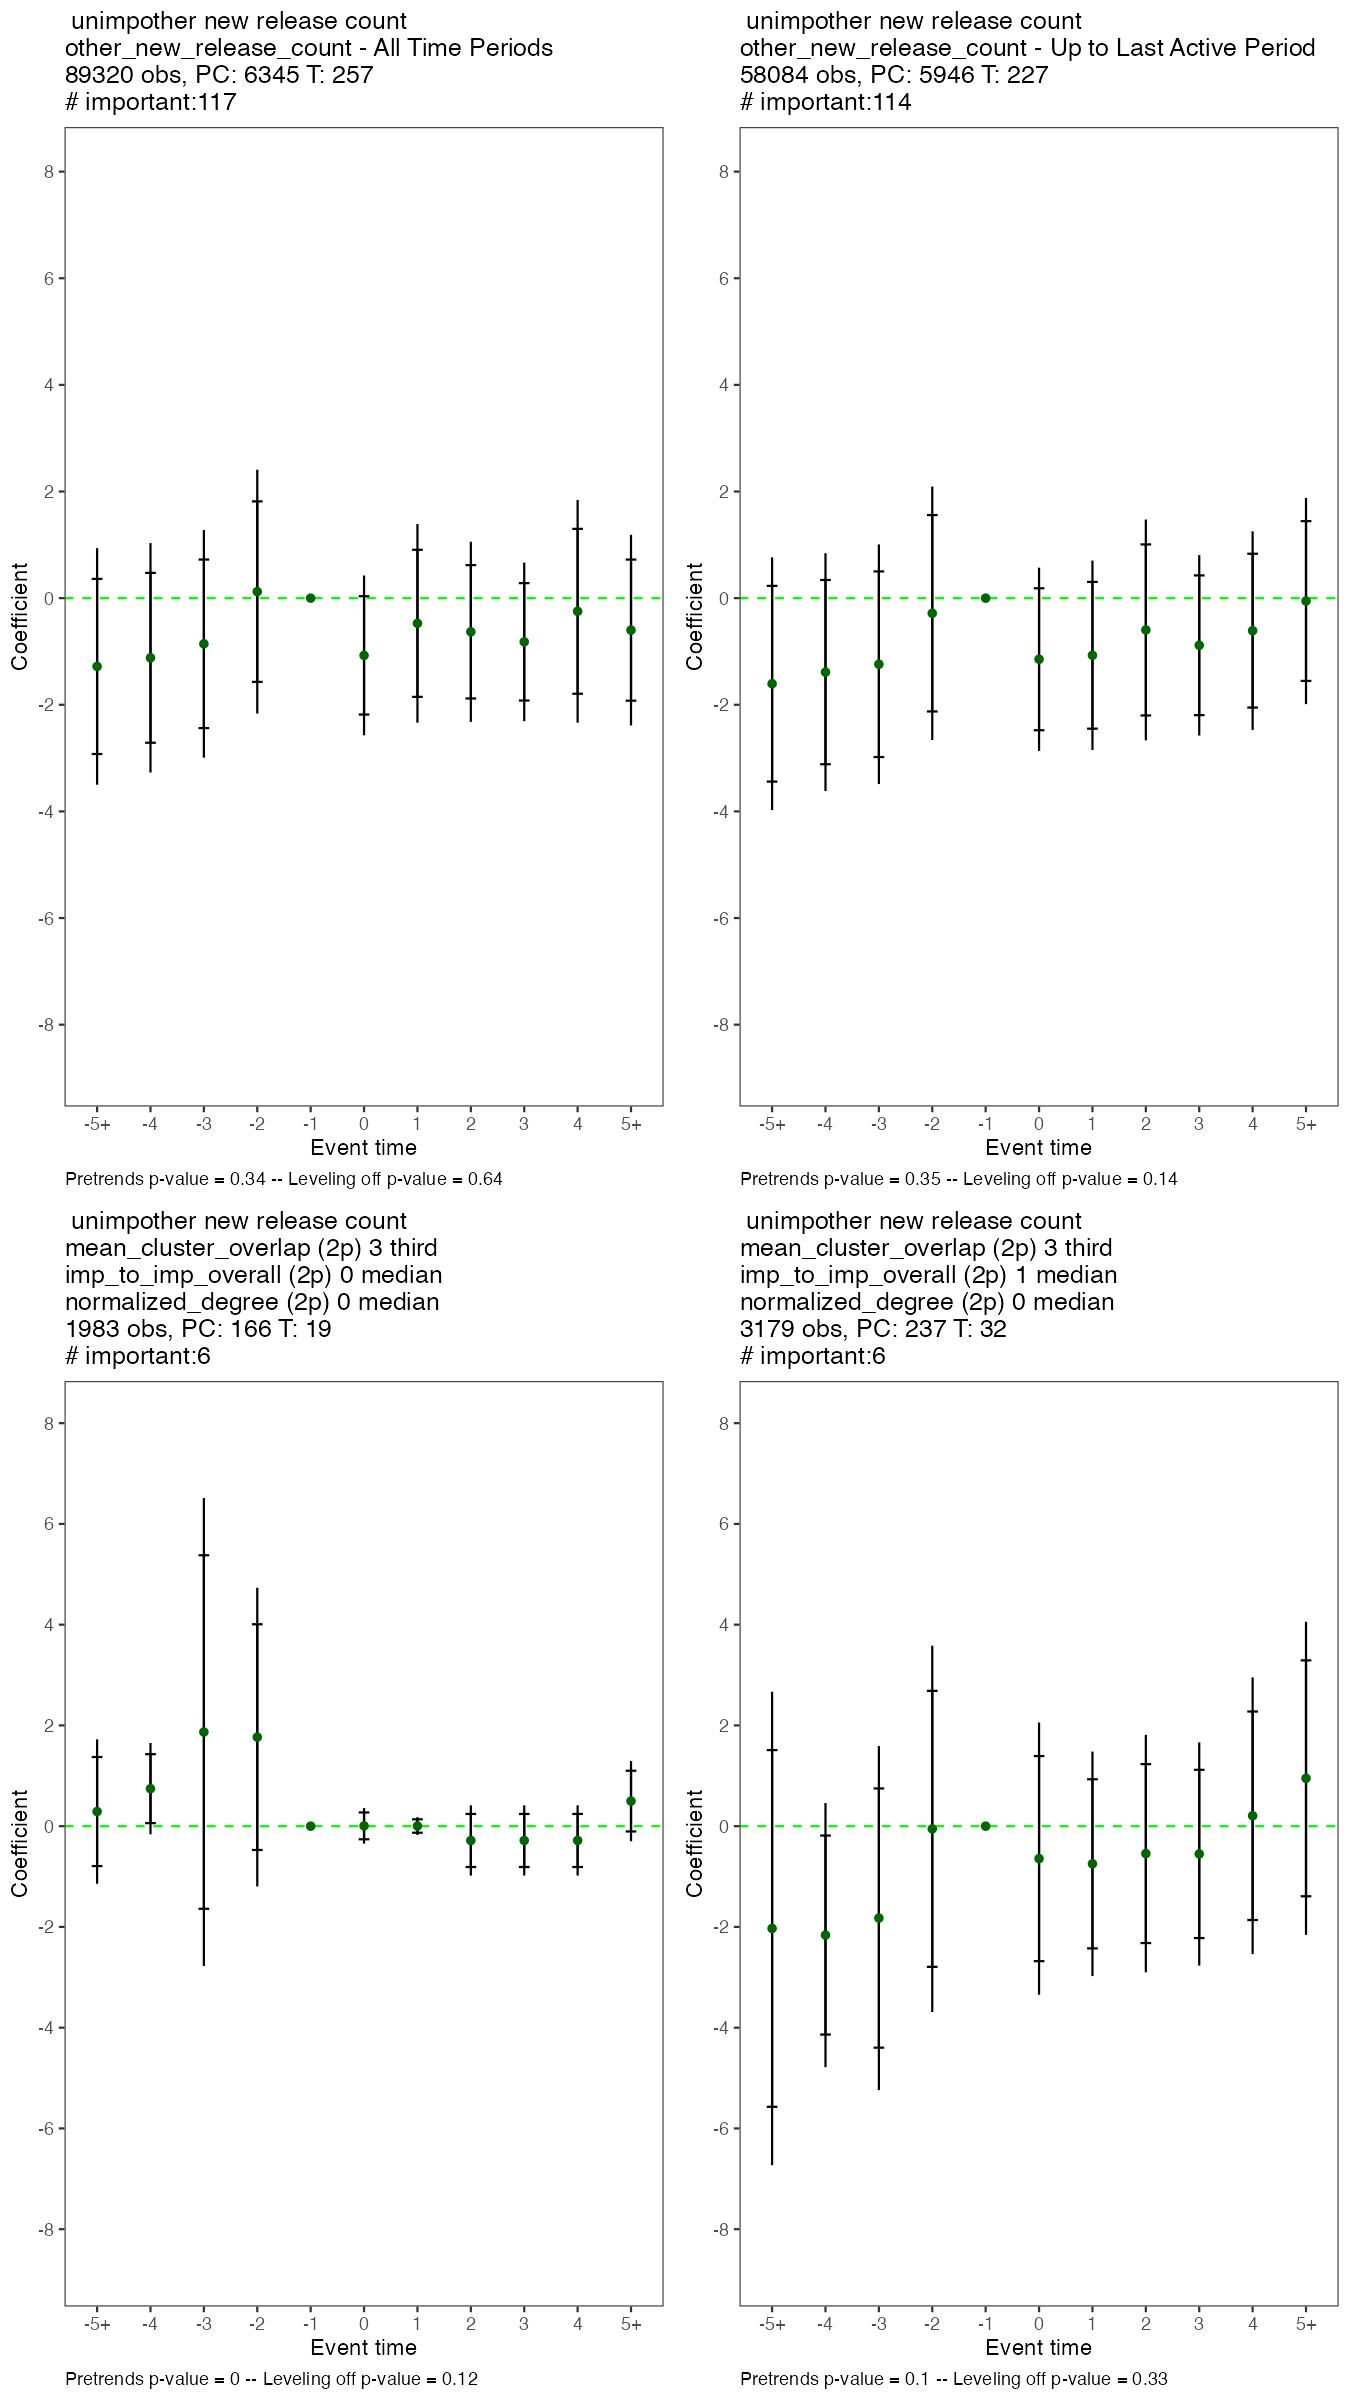 unimpother new release count
other_new_release_count - All Time Periods
89320 obs, PC: 6345 T: 257
# important:117
8
6
4
2
0
-2
-4
-6
-8
Coefficient
-5+ -4 -3 -2 -1 0 1 2 3 4 5+
Event time
Pretrends p-value = 0.34 -- Leveling off p-value = 0.64
unimpother new release count
other_new_release_count - Up to Last Active Period
58084 obs, PC: 5946 T: 227
# important:114
8
6
4
2
0
-2
-4
-6
-8
Coefficient
-5+ -4 -3 -2 -1 0 1 2 3 4 5+
Event time
Pretrends p-value = 0.35 -- Leveling off p-value = 0.14
unimpother new release count
mean_cluster_overlap (2p) 3 third
imp_to_imp_overall (2p) 0 median
normalized_degree (2p) 0 median
1983 obs, PC: 166 T: 19
# important:6
8
6
4
2
0
-2
-4
-6
-8
Coefficient
-5+ -4 -3 -2 -1 0 1 2 3 4 5+
Event time
Pretrends p-value = 0 -- Leveling off p-value = 0.12
unimpother new release count
mean_cluster_overlap (2p) 3 third
imp_to_imp_overall (2p) 1 median
normalized_degree (2p) 0 median
3179 obs, PC: 237 T: 32
# important:6
8
6
4
2
0
-2
-4
-6
-8
Coefficient
-5+ -4 -3 -2 -1 0 1 2 3 4 5+
Event time
Pretrends p-value = 0.1 -- Leveling off p-value = 0.33